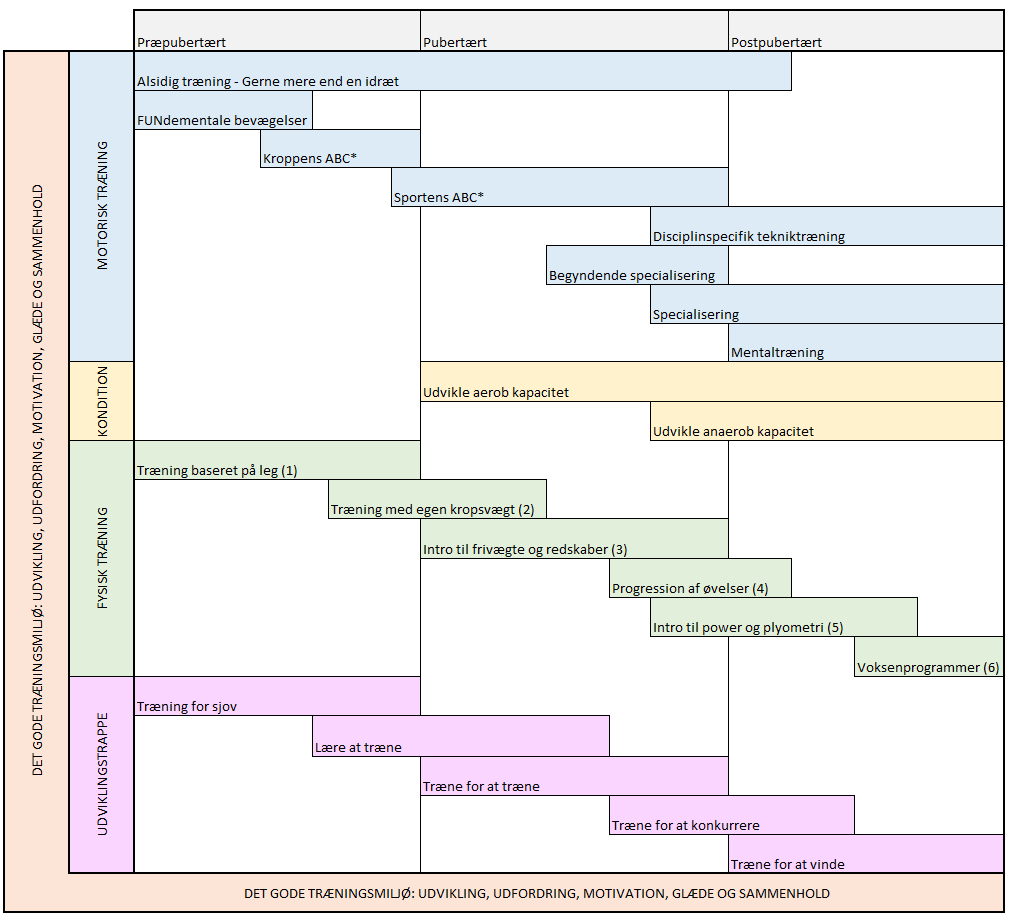 Præpubertært
Pubertært
Postpubertært
DET GODE TRÆNINGSMILJØ: UDVIKLING, UDFORDRING, MOTIVATION, GLÆDE OG SAMMENHOLD
MOTORISK TRÆNING
Alsidig træning - Gerne mere end en idræt
FUNdementale bevægelser
Kroppens ABC*
Sportens ABC*
Disciplinspecifik tekniktræning
Begyndende specialisering
Specialisering
Mentaltræning
KONDITION
Udvikle aerob kapacitet
Udvikle anaerob kapacitet
FYSISK TRÆNING
Træning baseret på leg (1)
Træning med egen kropsvægt (2)
Intro til frivægte og redskaber (3)
Progression af øvelser (4)
Intro til power og plyometri (5)
Voksenprogrammer (6)
UDVIKLINGSTRAPPE
Træning for sjov
Lære at træne
Træne for at træne
Træne for at konkurrere
Træne for at vinde
DET GODE TRÆNINGSMILJØ: UDVIKLING, UDFORDRING, MOTIVATION, GLÆDE OG SAMMENHOLD